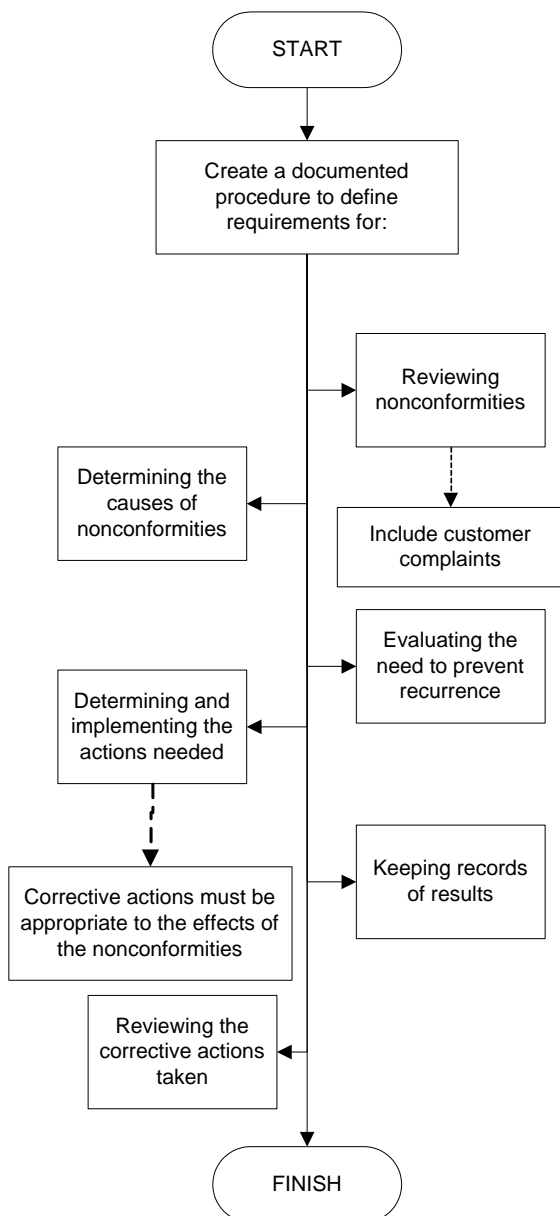 START
Create a documented
procedure to define
requirements for:
Reviewing
nonconformities
Determining the
causes of
nonconformities
Include customer
complaints
Evaluating the
need to prevent
recurrence
Determining and
implementing the
actions needed
Keeping records
of results
Corrective actions must be
appropriate to the effects of
the nonconformities
Reviewing the
corrective actions
taken
FINISH